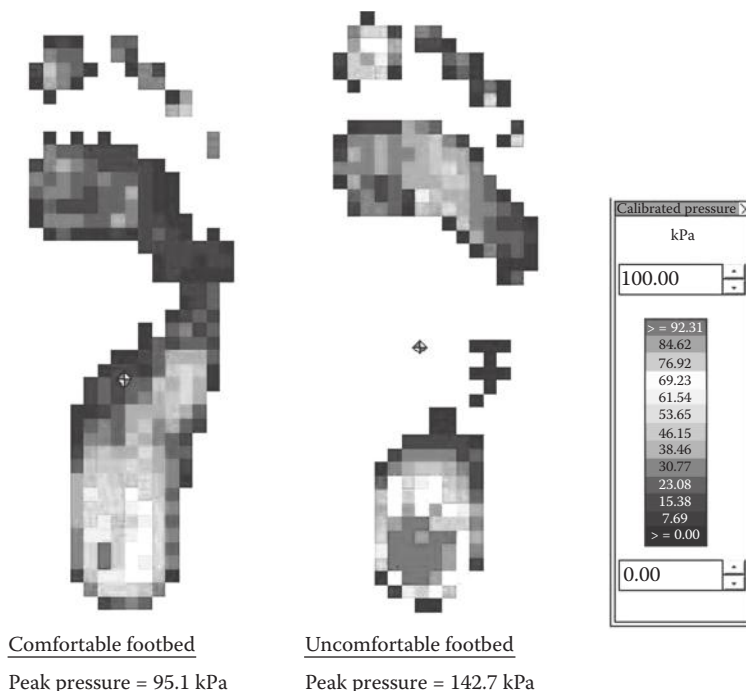 Calibrated pressure
kPa
100.00
> = 92.31
84.62
76.92
69.23
61.54
53.65
46.15
38.46
30.77
23.08
15.38
7.69
> = 0.00
0.00
Comfortable footbed
Peak pressure = 95.1 kPa
Uncomfortable footbed
Peak pressure = 142.7 kPa